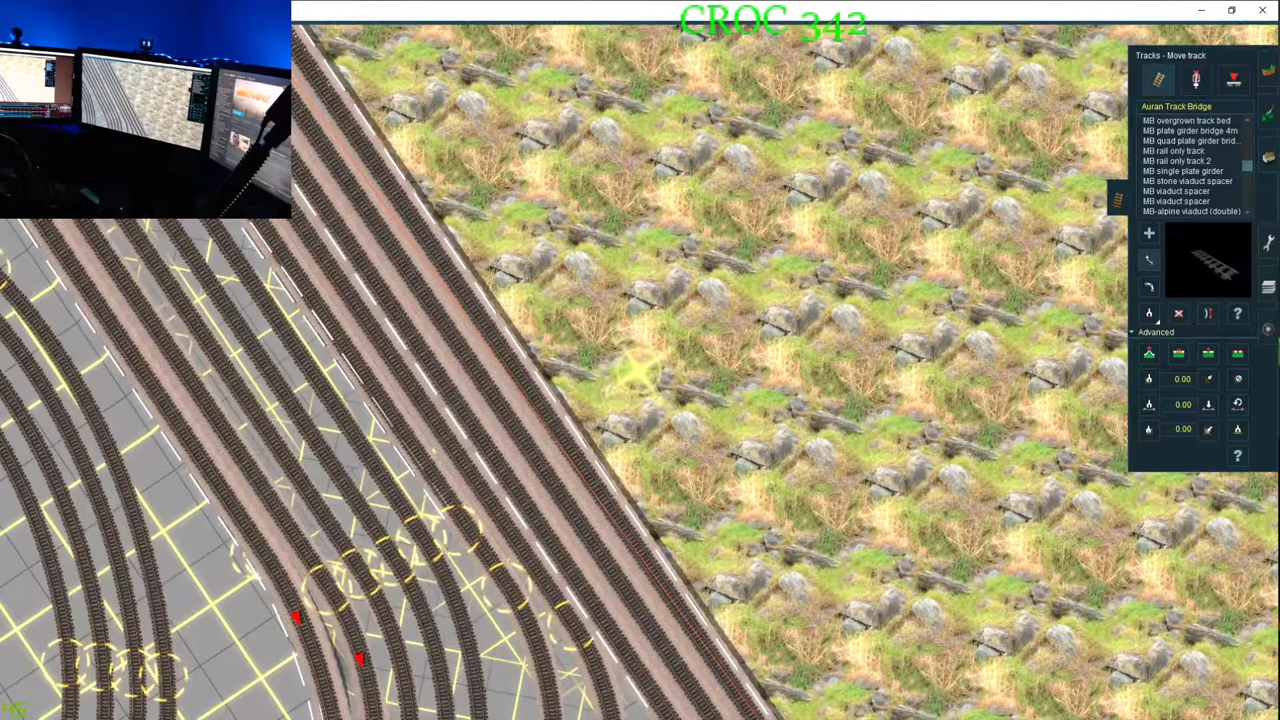 CROC 342
Tracks - Move track
Auran Track Bridge
MB overgrown track bed
MB plate girder bridge 4m
MB quad plate girder brid...
MB rail only track
MB rail only track 2
MB single plate girder
MB stone viaduct spacer
MB viaduct spacer
MB viaduct spacer
MB-alpine viaduct (double)
?
Advanced
0.00
0.00
0.00
?
45